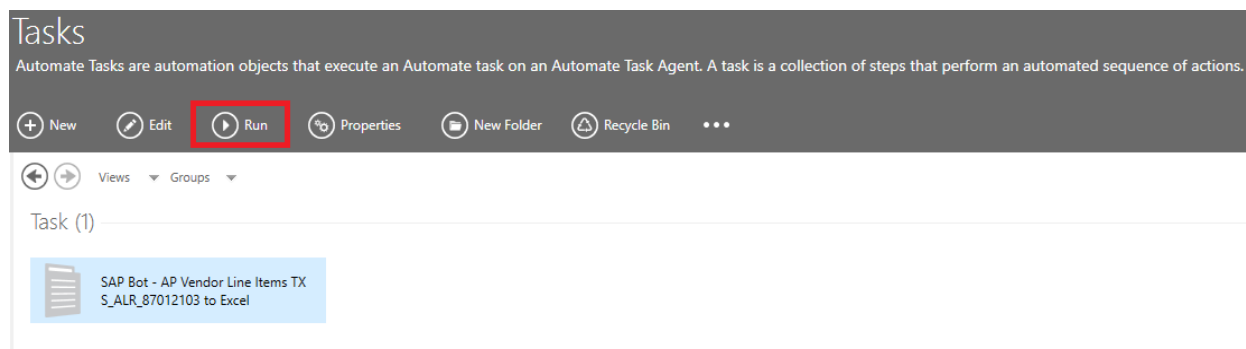 Tasks
Automate Tasks are automation objects that execute an Automate task on an Automate Task Agent. A task is a collection of steps that perform an automated sequence of actions.
New Edit Run Properties New Folder Recycle Bin •••
Views Groups
Task (1)
SAP Bot - AP Vendor Line Items TX
S_ALR_87012103 to Excel